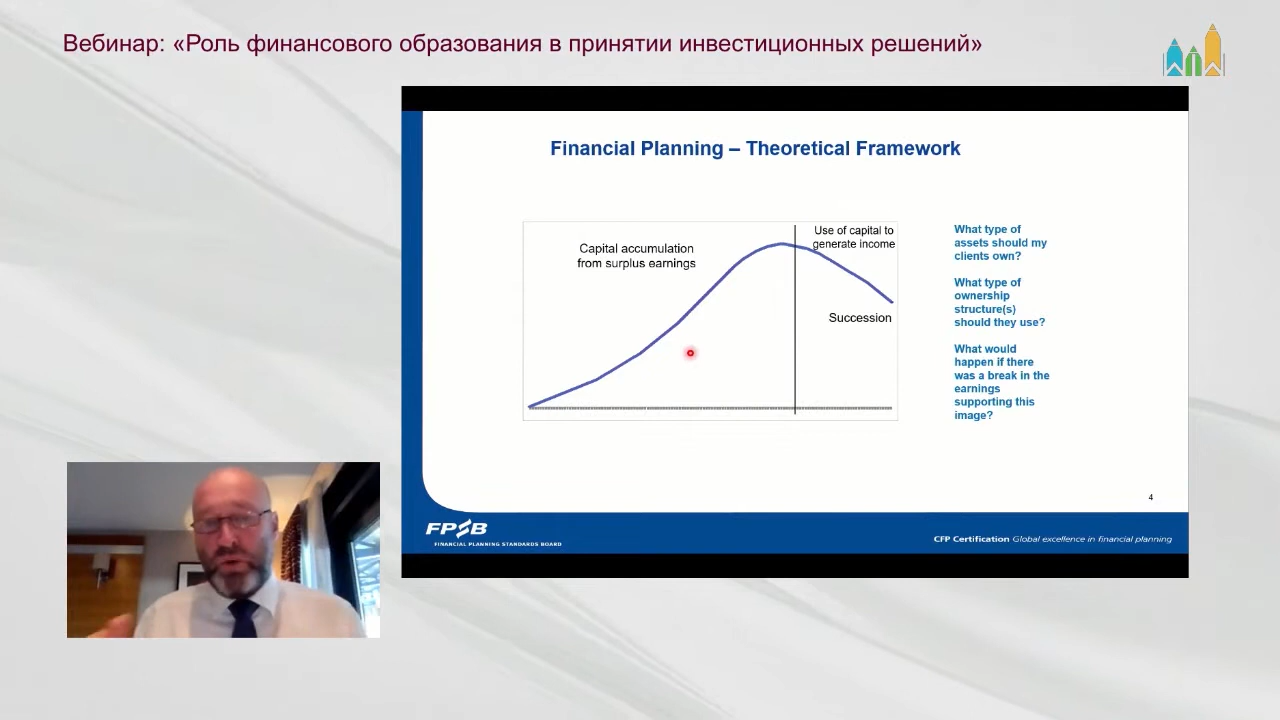 Вебинар: «Роль финансового образования в принятии инвестиционных решений»
Financial Planning – Theoretical Framework
Capital accumulation
from surplus earnings
Use of capital to
generate income
Succession
What type of
assets should my
clients own?
What type of
ownership
structure(s)
should they use?
What would
happen if there
was a break in the
earnings
supporting this
image?
4
FPSB
FINANCIAL PLANNING STANDARDS BOARD
CFP Certification Global excellence in financial planning